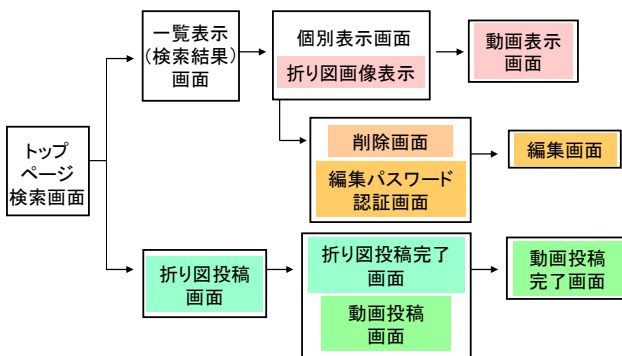 トップ
ページ
検索画面
一覧表示
(検索結果)
画面
個別表示画面
折り図画像表示
動画表示
画面
削除画面
編集パスワード
認証画面
編集画面
折り図投稿
画面
折り図投稿完了
画面
動画投稿
画面
動画投稿
完了画面